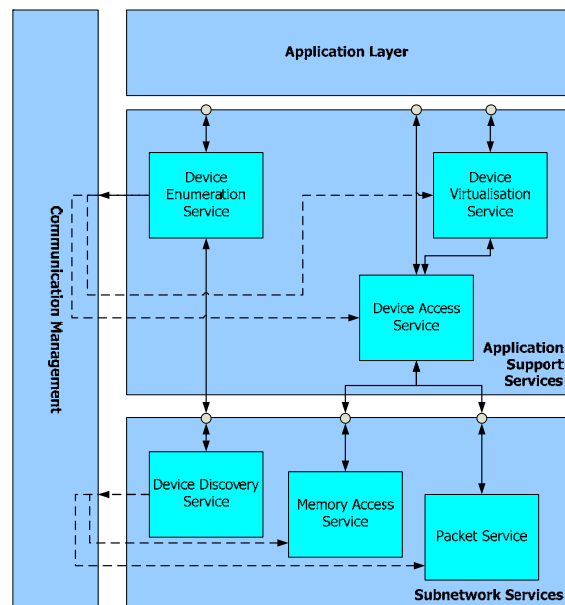 Application Layer
Communication Management
Device
Enumeration
Service
Device
Virtualisation
Service
Device Access
Service
Application
Support
Services
Device Discovery
Service
Memory Access
Service
Packet Service
Subnetwork Services